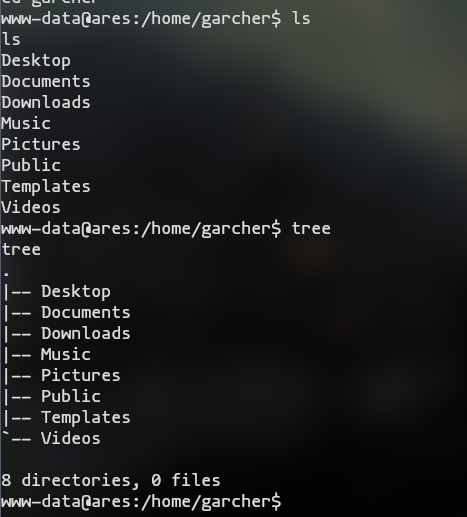 cd garcher
www-data@ares:/home/garcher$ ls
ls
Desktop
Documents
Downloads
Music
Pictures
Public
Templates
Videos
www-data@ares:/home/garcher$ tree
tree
.
|-- Desktop
|-- Documents
|-- Downloads
|-- Music
|-- Pictures
|-- Public
|-- Templates
`-- Videos

8 directories, 0 files
www-data@ares:/home/garcher$